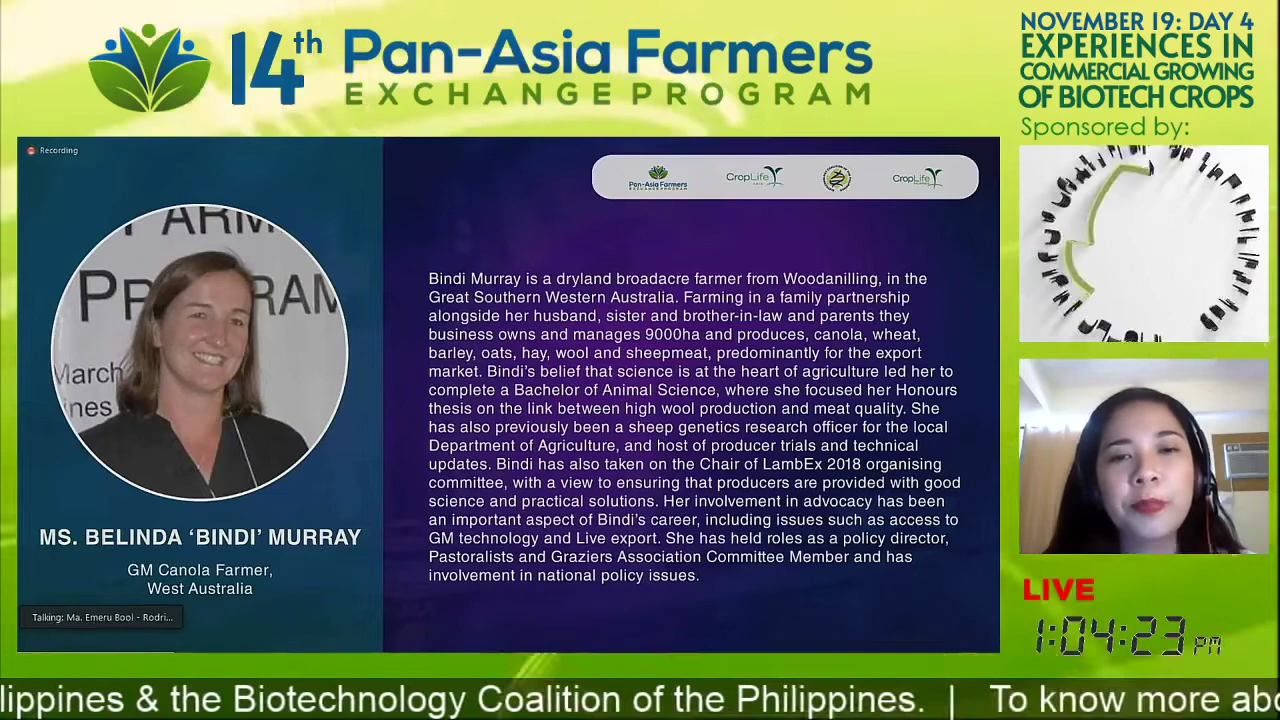 14th Pan-Asia Farmers
EXCHANGE PROGRAM
NOVEMBER 19: DAY 4
EXPERIENCES IN
COMMERCIAL GROWING
OF BIOTECH CROPS
Sponsored by:
Recording
Pan-Asia Farmers
EXCHANGE PROGRAM
CropLife
ASIA
CropLife
ARM
PR RAM
March
ines
Bindi Murray is a dryland broadacre farmer from Woodanilling, in the
Great Southern Western Australia. Farming in a family partnership
alongside her husband, sister and brother-in-law and parents they
business owns and manages 9000ha and produces, canola, wheat,
barley, oats, hay, wool and sheepmeat, predominantly for the export
market. Bindi's belief that science is at the heart of agriculture led her to
complete a Bachelor of Animal Science, where she focused her Honours
thesis on the link between high wool production and meat quality. She
has also previously been a sheep genetics research officer for the local
Department of Agriculture, and host of producer trials and technical
updates. Bindi has also taken on the Chair of LambEx 2018 organising
committee, with a view to ensuring that producers are provided with good
science and practical solutions. Her involvement in advocacy has been
an important aspect of Bindi's career, including issues such as access to
GM technology and Live export. She has held roles as a policy director,
Pastoralists and Graziers Association Committee Member and has
involvement in national policy issues.
MS. BELINDA ‘BINDI’ MURRAY
GM Canola Farmer,
West Australia
Talking: Ma. Emeru Bool - Rodri...
LIVE
1:04:23 PM
lippines & the Biotechnology Coalition of the Philippines. | To know more abo